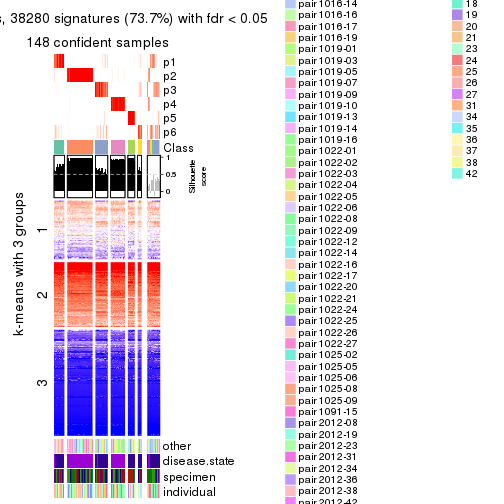 s, 38280 signatures (73.7%) with fdr < 0.05
148 confident samples
p1
p2
p3
p4
p5
p6
Class
1
0.5
0
Silhouette
score
k-means with 3 groups
1
2
3
other
disease.state
specimen
individual
pair1016-14
pair1016-16
pair1016-17
pair1016-19
pair1019-01
pair1019-03
pair1019-05
pair1019-07
pair1019-09
pair1019-10
pair1019-13
pair1019-14
pair1019-16
pair1022-01
pair1022-02
pair1022-03
pair1022-04
pair1022-05
pair1022-06
pair1022-08
pair1022-09
pair1022-12
pair1022-14
pair1022-16
pair1022-17
pair1022-20
pair1022-21
pair1022-24
pair1022-25
pair1022-26
pair1022-27
pair1025-02
pair1025-05
pair1025-06
pair1025-08
pair1025-09
pair1091-15
pair2012-08
pair2012-19
pair2012-23
pair2012-31
pair2012-34
pair2012-36
pair2012-38
pair2012-42
18
19
20
21
23
24
25
26
27
31
34
35
36
37
38
42